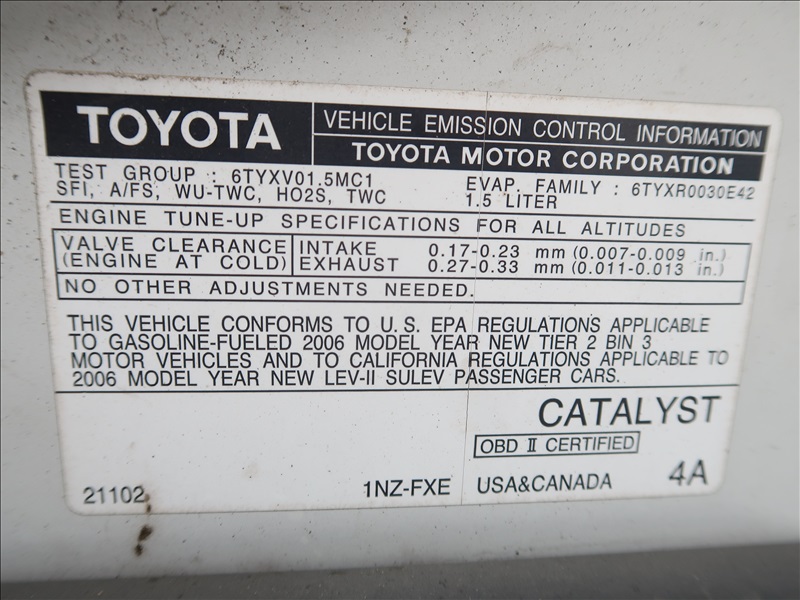 TOYOTA
VEHICLE EMISSION CONTROL INFORMATION
TOYOTA MOTOR CORPORATION
TEST GROUP : 6TYXV01.5MC1
SFI, A/FS, WU-TWC, HO2S, TWC
EVAP. FAMILY : 6TYXR0030E42
1.5 LITER
ENGINE TUNE-UP SPECIFICATIONS FOR ALL ALTITUDES
VALVE CLEARANCE
(ENGINE AT COLD)
INTAKE 0.17-0.23 mm (0.007-0.009 in.)
EXHAUST 0.27-0.33 mm (0.011-0.013 in.)
NO OTHER ADJUSTMENTS NEEDED.
THIS VEHICLE CONFORMS TO U.S. EPA REGULATIONS APPLICABLE
TO GASOLINE-FUELED 2006 MODEL YEAR NEW TIER 2 BIN 3
MOTOR VEHICLES AND TO CALIFORNIA REGULATIONS APPLICABLE TO
2006 MODEL YEAR NEW LEV-II SULEV PASSENGER CARS.
CATALYST
OBD II CERTIFIED
21102
1NZ-FXE
USA&CANADA
4A